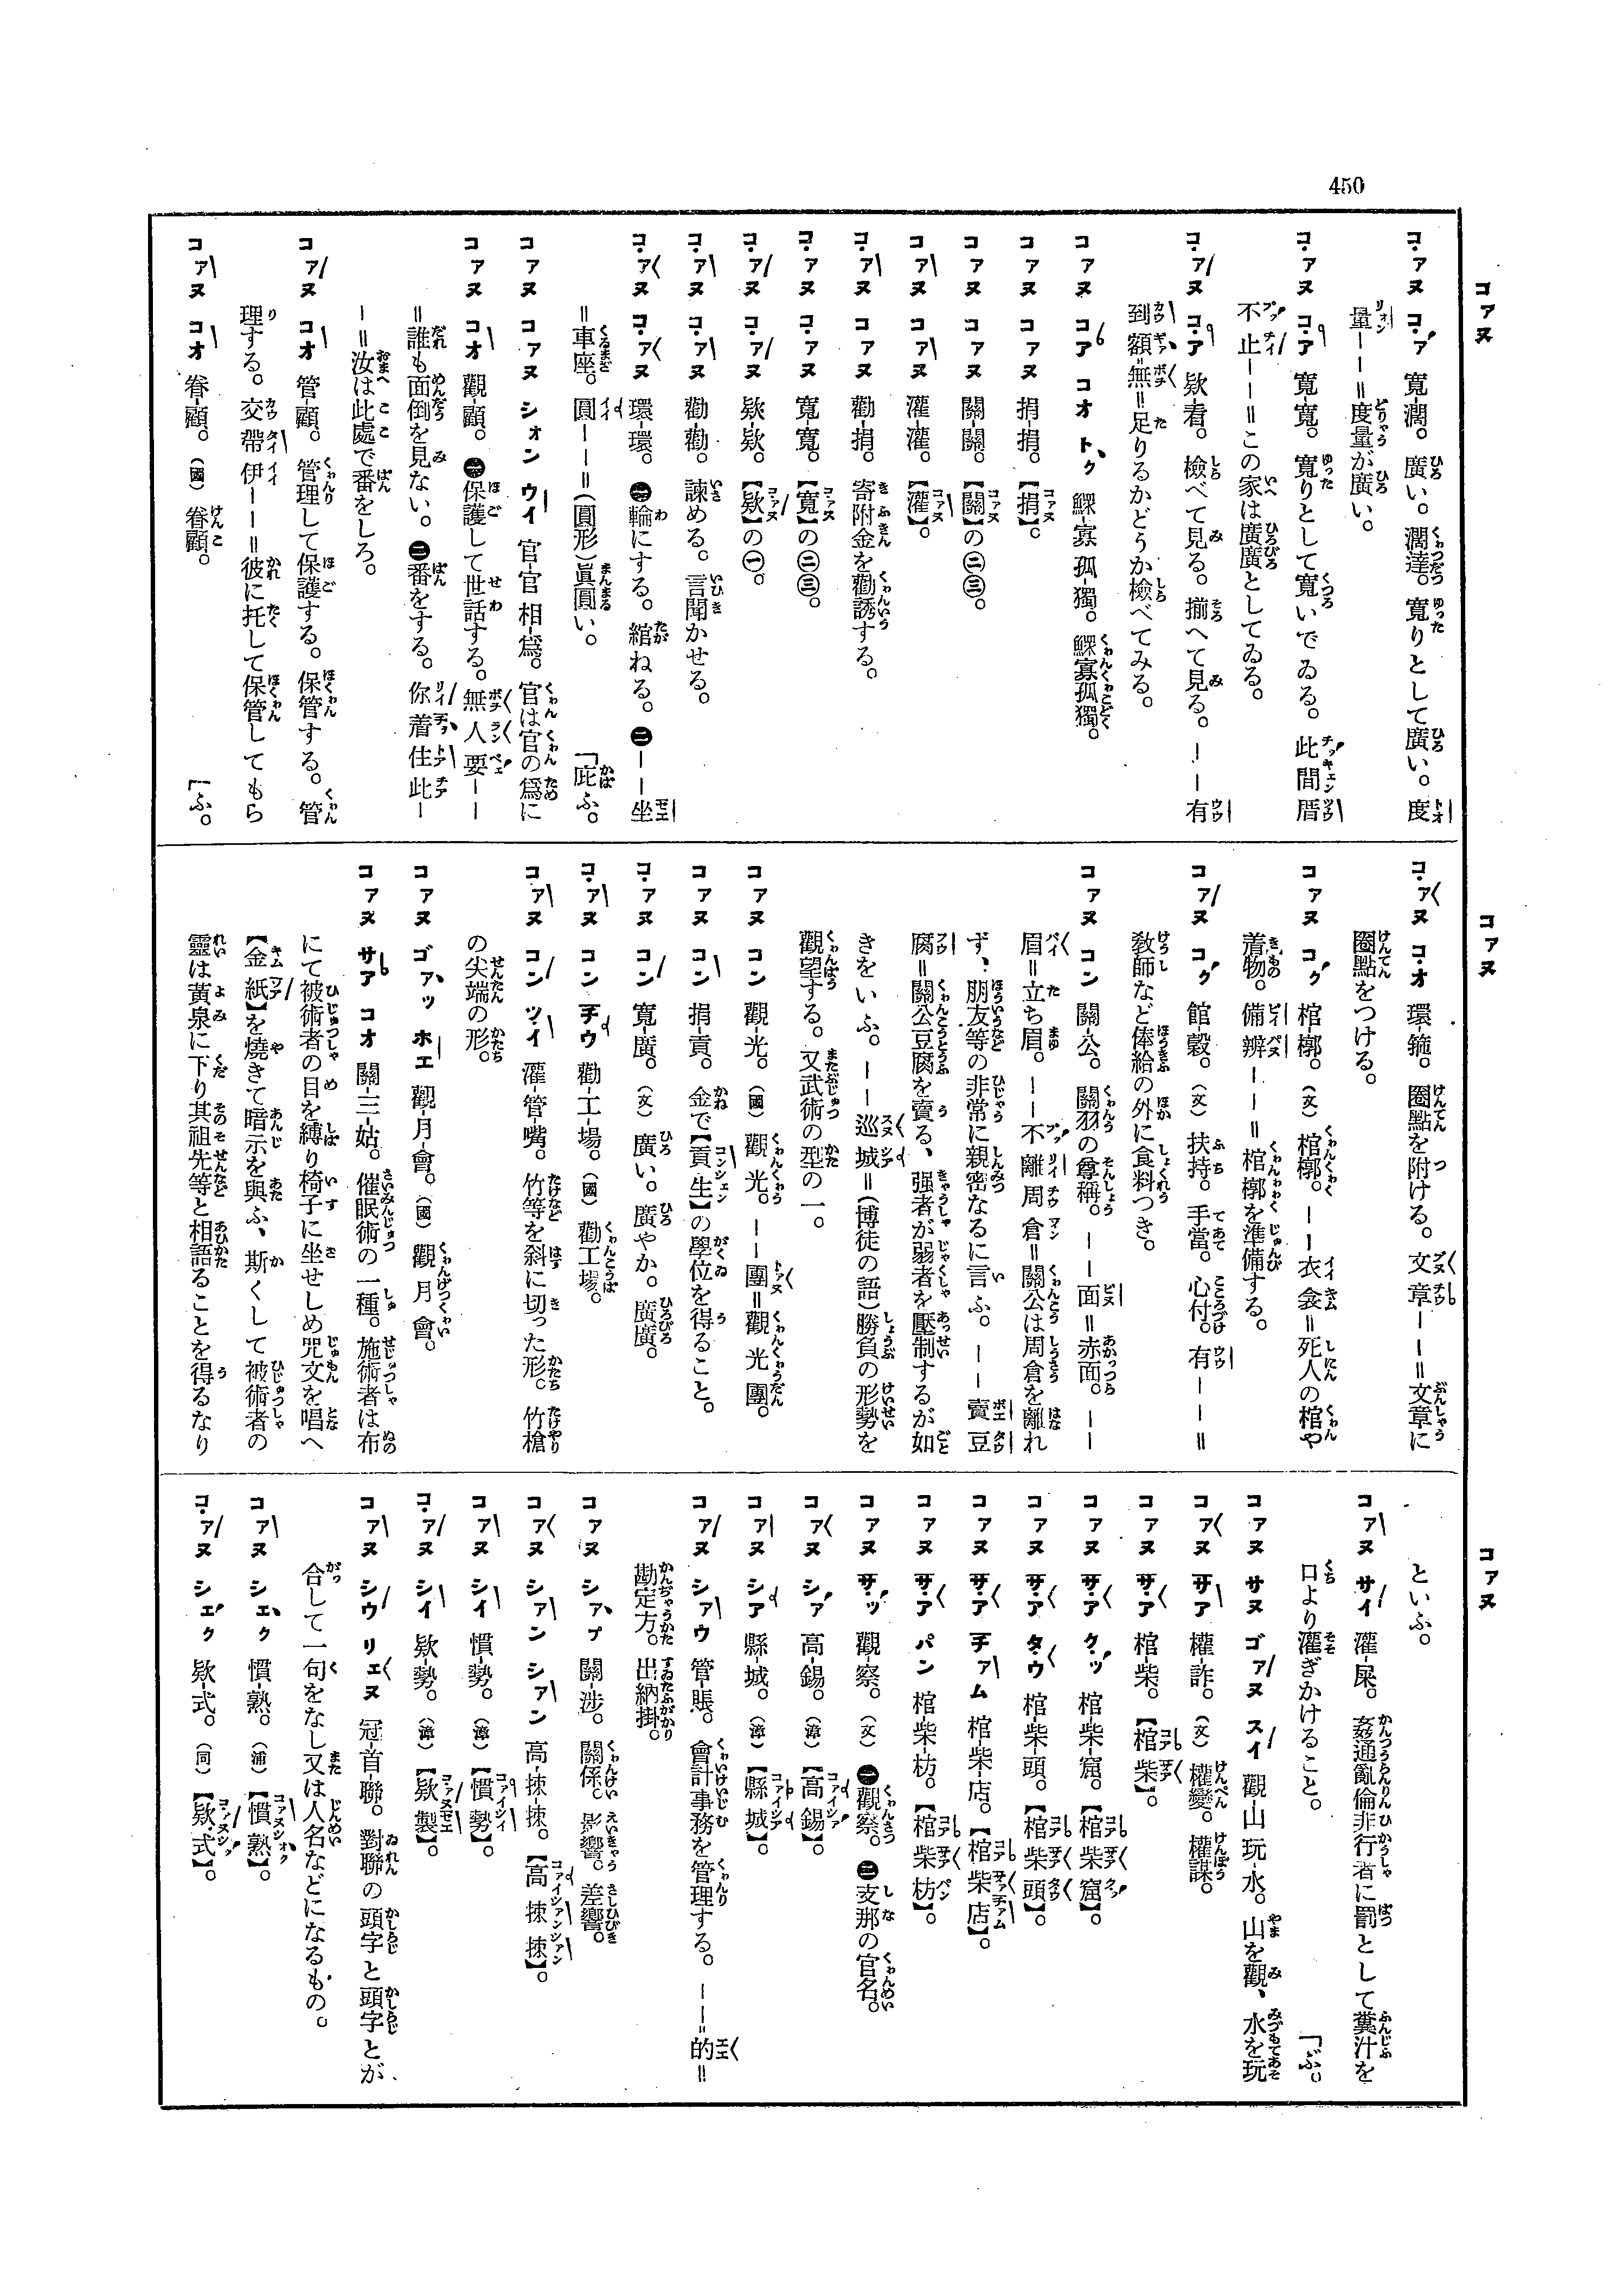 450
コァヌ
コァヌ
コァヌ
コ・アヌ コ・ァ 寬-濶。廣い。濶達。寬りとして廣い。度
量――＝度量が廣い。
コ・アヌ コ・ア 寬-寬。寬りとして寬いでゐる。此間厝
不止――＝この家は廣廣としてゐる。
コ・アヌ コ・ア 欵-看。檢べて見る。揃へて見る。――有
到額無＝足りるかどうか檢べてみる。
コアヌ コア コオ トク 鰥-寡 孤-獨。鰥寡孤獨。
コアヌ コアヌ 捐-捐。【捐】。
コアヌ コアヌ 關-關。【關】の㊁㊂。
コアヌ コアヌ 灌-灌。【灌】。
コアヌ コアヌ 勸-捐。寄附金を勸誘する。
コ・アヌ コ・アヌ 寬-寬。【寬】の㊁㊂。
コ・アヌ コ・アヌ 欵-欵。【欵】の㊀。
コ・アヌ コ・アヌ 勸-勸。諫める。言聞かせる。
コ・アヌ コ・アヌ 環-環。㊀輪にする。綰ねる。㊁――坐
＝車座。圓――＝(圓形)眞圓い。「庇ふ。
コアヌ コアヌ シォン ウイ 官-官 相-爲。官は官の爲に
コアヌ コオ 觀-顧。㊀保護して世話する。無人要――
＝誰も面倒を見ない。㊁番をする。你着住此―
―＝汝は此處で番をしろ。
コアヌ コオ 管-顧。管理して保護する。保管する。管
理する。交帶伊――＝彼に托して保管してもら
コアヌ コオ 眷-顧。(國) 眷顧。「ふ。
コ・アヌ コ・オ 環-箍。圈點を附ける。文章――＝文章に
圈點をつける。
コアヌ コク 棺-槨。(文) 棺槨。――衣衾＝死人の棺や
着物。備辨――＝棺槨を準備する。
コアヌ コク 館-穀。(文) 扶持。手當。心付。有――＝
敎師など俸給の外に食料つき。
コアヌ コン 關-公。關羽の尊稱。――面＝赤面。――
眉＝立ち眉。――不離周倉＝關公は周倉を離れ
ず、朋友等の非常に親密なるに言ふ。――賣豆
腐＝關公豆腐を賣る、强者が弱者を壓制するが如
きをいふ。――巡城＝(博徒の語)勝負の形勢を
觀望する。又武術の型の一。
コアヌ コン 觀-光。(國) 觀光。――團＝觀光團。
コアヌ コン 捐-貢。金で【貢生】の學位を得ること。
コ・アヌ コン 寬-廣。(文) 廣い。廣やか。廣廣。
コ・アヌ コン チウ 勸-工-場。(國) 勸工場。
コアヌ コン ツイ 灌-管-嘴。竹等を斜に切った形。竹槍
の尖端の形。
コアヌ ゴアッ ホエ 觀-月-會。(國) 觀月會。
コアヌ サア コオ 關-三-姑。催眠術の一種。施術者は布
にて被術者の目を縛り椅子に坐せしめ咒文を唱へ
【金紙】を燒きて暗示を與ふ、斯くして被術者の
靈は黃泉に下り其祖先等と相語ることを得るなり
といふ。
コアヌ サイ 灌-屎。姦通亂倫非行者に罰として糞汁を
口より灌ぎかけること。「ぶ。
コアヌ サヌ ゴアヌ スイ 觀-山 玩-水。山を觀、水を玩
コアヌ サ・ア 權-詐。(文) 權變。權謀。
コアヌ サ・ア 棺-柴。【棺柴】。
コアヌ サ・ア ク・ッ 棺-柴-窟。【棺柴窟】。
コアヌ サ・ア タ・ウ 棺-柴-頭。【棺柴頭】。
コアヌ サ・ア チァム 棺-柴-店。【棺柴店】。
コアヌ サ・ア パン 棺-柴-枋。【棺柴枋】。
コアヌ サ・ッ 觀-察。(文) ㊀觀察。㊁支那の官名。
コアヌ シ・ァ 高-錫。(漳) 【高錫】。
コアヌ シア 縣-城。(漳) 【縣城】。
コアヌ シァウ 管-賬。會計事務を管理する。――的＝
勘定方。出納掛。
コアヌ シァプ 關-涉。關係。影響。差響。
コアヌ シァン シァン 高-捒-捒。【高捒捒】。
コアヌ シイ 慣-勢。(漳) 【慣勢】。
コ・アヌ シイ 欵-勢。(漳) 【欵製】。
コアヌ シウ リェヌ 冠-首-聯。對聯の頭字と頭字とが
合して一句をなし又は人名などになるもの。
コアヌ シェク 慣-熟。(浦) 【慣熟】。
コ・アヌ シェク 欵-式。(同) 【欵式】。